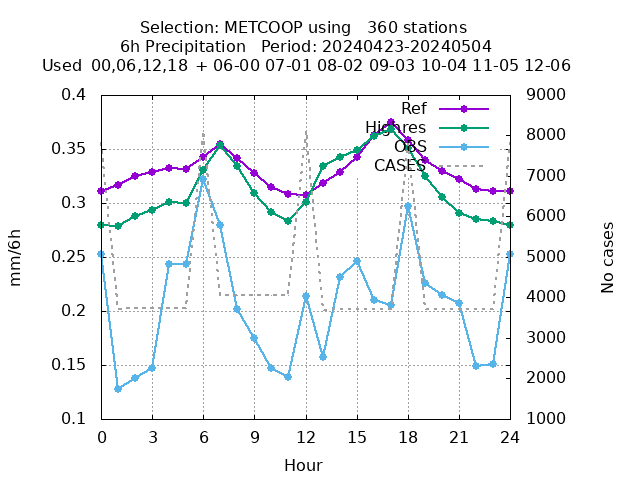 Selection: METCOOP using   360 stations
6h Precipitation   Period: 20240423-20240504
Used  00,06,12,18  + 06-00 07-01 08-02 09-03 10-04 11-05 12-06
0.4
0.35
0.3
0.25
0.2
0.15
0.1
9000
8000
7000
6000
5000
4000
3000
2000
1000
Ref
Highres
OBS
CASES
mm/6h
No cases
0 3 6 9 12 15 18 21 24
Hour